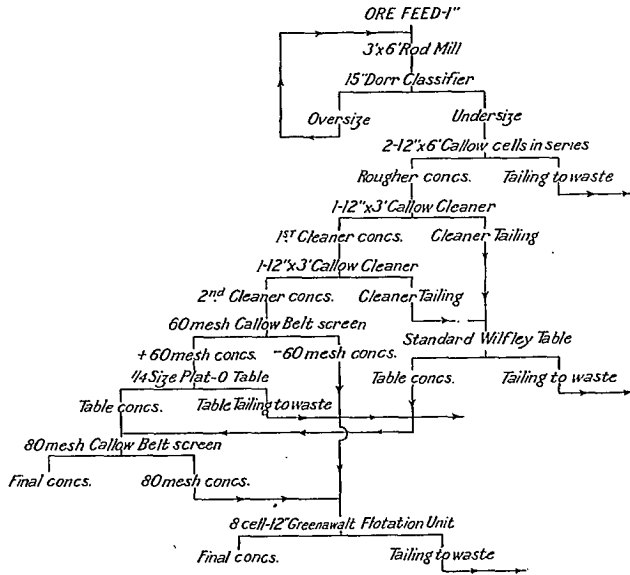 ORE FEED-1"
3'x6' Rod Mill
15" Dorr Classifier
Oversize Undersize
2-12"x6' Callow cells in series
Rougher concs. Tailing to waste
1-12"x3' Callow Cleaner
1ST Cleaner concs. Cleaner Tailing
1-12"x3' Callow Cleaner
2nd Cleaner concs. Cleaner Tailing
60 mesh Callow Belt screen
Standard Wilfley Table
+60 mesh concs. -60 mesh concs.
Table concs. Tailing to waste
1/4 Size Plat-O Table
Table concs. Table Tailing to waste
80 mesh Callow Belt screen
Final concs. 80 mesh concs.
8 cell-12" Greenawalt Flotation Unit
Final concs. Tailing to waste